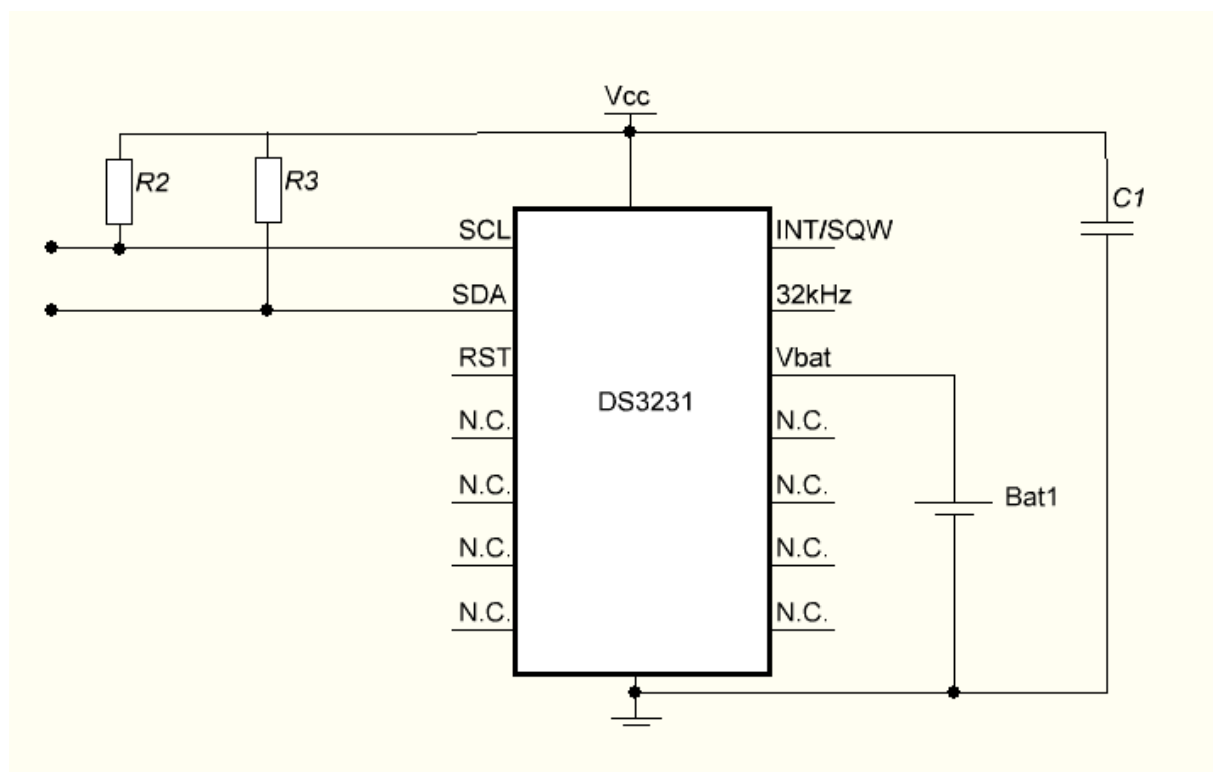 Vcc
R2
R3
C1
SCL
INT/SQW
SDA
32kHz
RST
Vbat
DS3231
N.C.
N.C.
N.C.
N.C.
Bat1
N.C.
N.C.
N.C.
N.C.